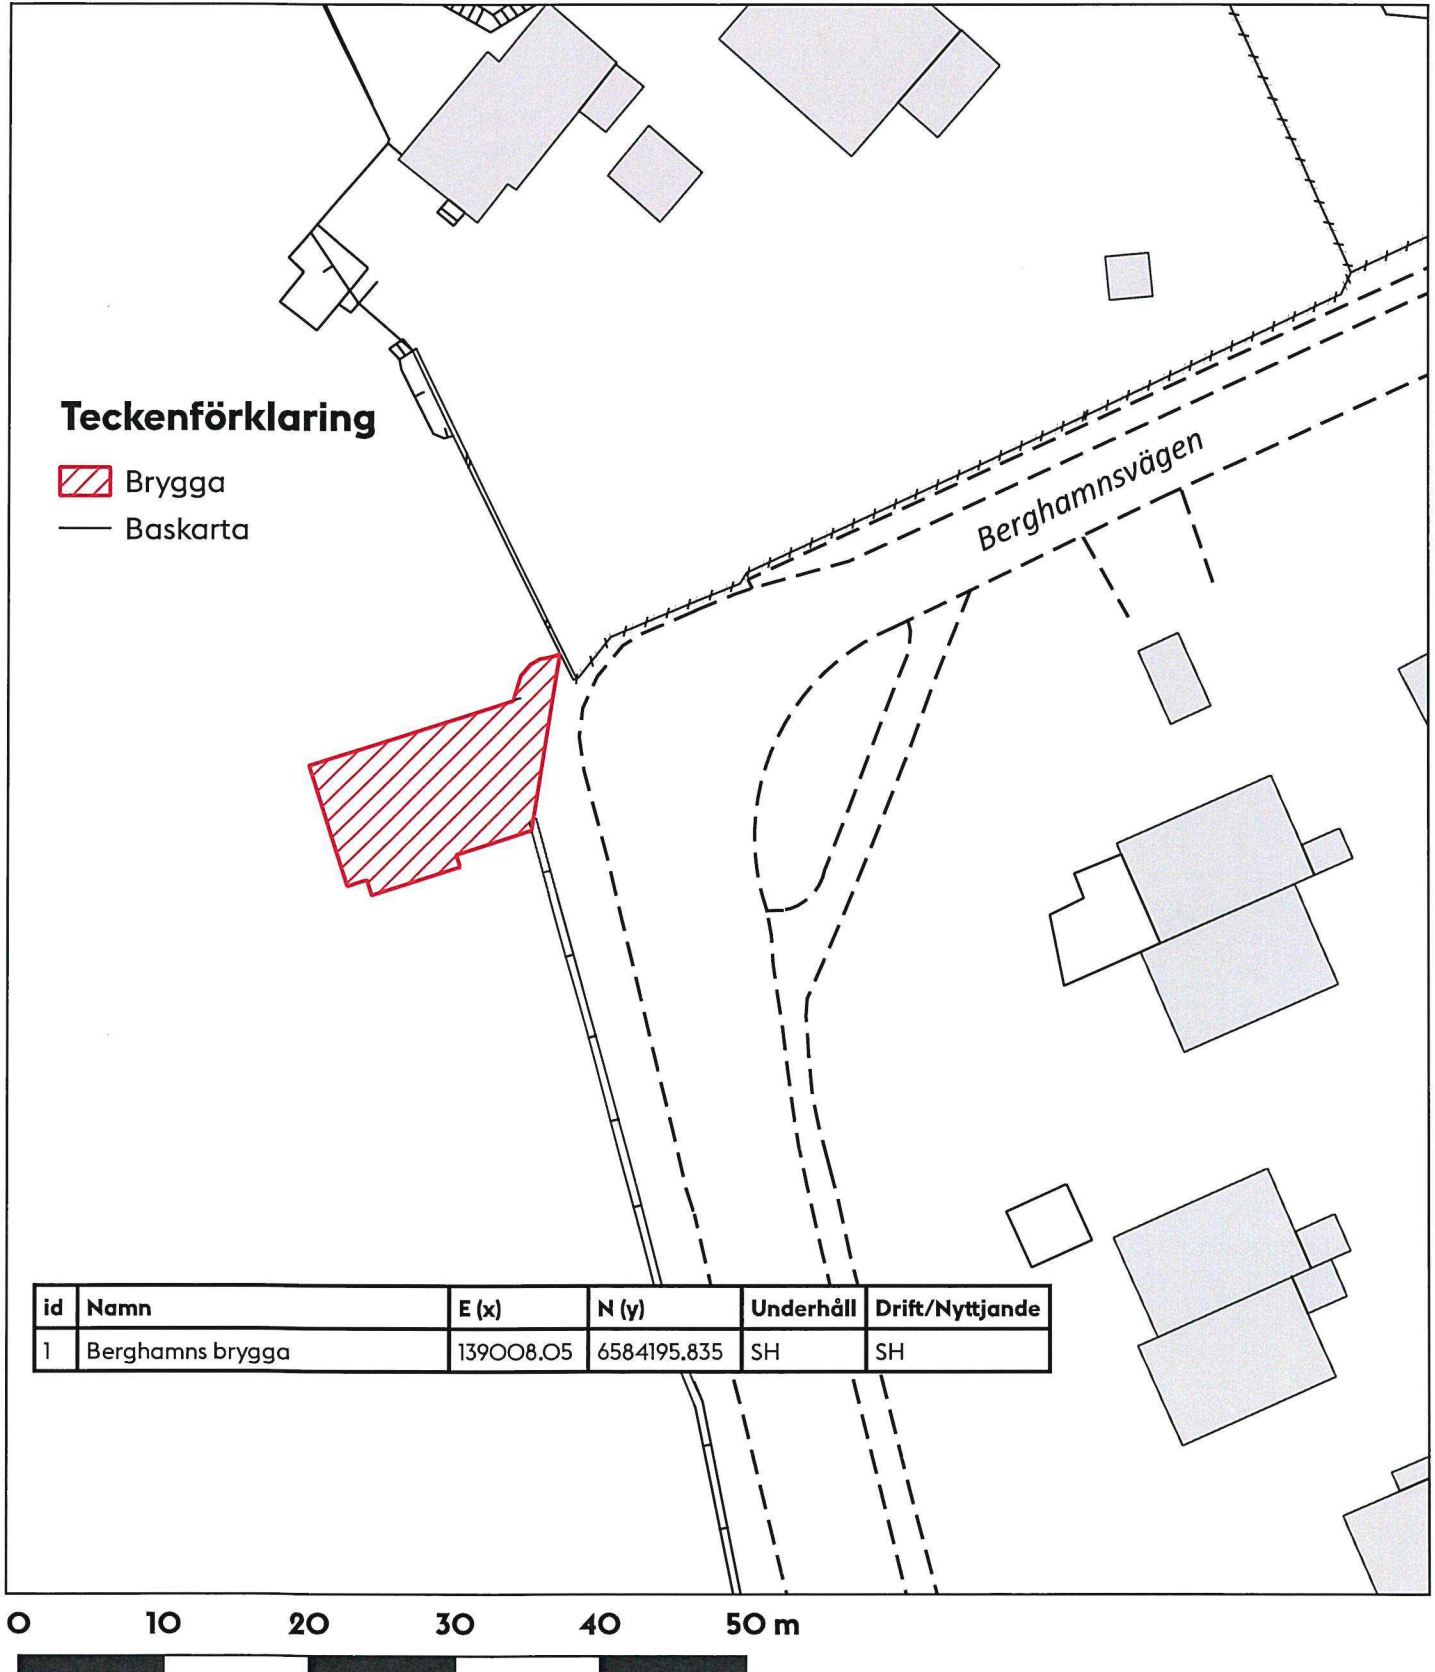 Teckenförklaring
Brygga
Baskarta
Berghamnsvägen
id Namn E (x) N (y) Underhåll Drift/Nyttjande
1 Berghamns brygga 139008.05 6584195.835 SH SH
0 10 20 30 40 50 m